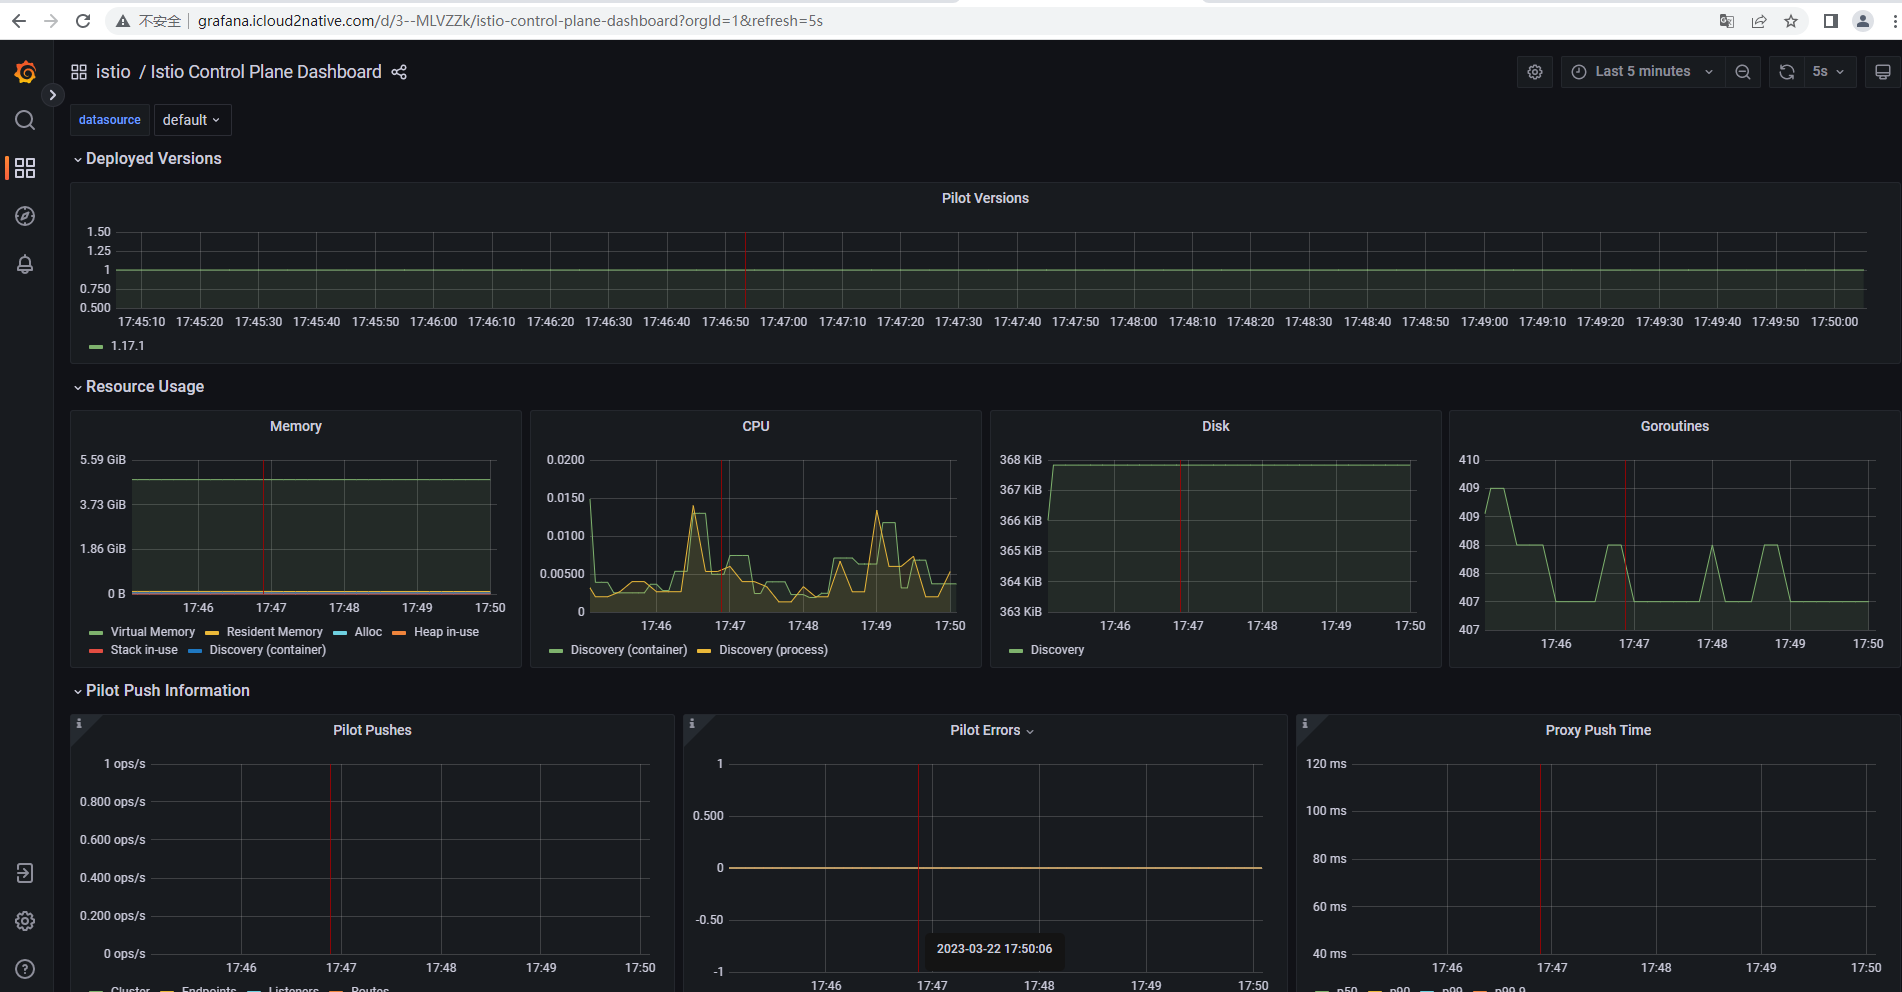 不安全 grafana.icloud2native.com/d/3--MLVZZk/istio-control-plane-dashboard?orgId=1&refresh=5s
istio / Istio Control Plane Dashboard
Last 5 minutes
5s
datasource default
Deployed Versions
Pilot Versions
1.50
1.25
1
0.750
0.500
17:45:10 17:45:20 17:45:30 17:45:40 17:45:50 17:46:00 17:46:10 17:46:20 17:46:30 17:46:40 17:46:50 17:47:00 17:47:10 17:47:20 17:47:30 17:47:40 17:47:50 17:48:00 17:48:10 17:48:20 17:48:30 17:48:40 17:48:50 17:49:00 17:49:10 17:49:20 17:49:30 17:49:40 17:49:50 17:50:00
1.17.1
Resource Usage
Memory
5.59 GiB
3.73 GiB
1.86 GiB
0 B
17:46 17:47 17:48 17:49 17:50
Virtual Memory Resident Memory Alloc Heap in-use
Stack in-use Discovery (container)
CPU
0.0200
0.0150
0.0100
0.00500
0
17:46 17:47 17:48 17:49 17:50
Discovery (container) Discovery (process)
Disk
368 KiB
367 KiB
366 KiB
365 KiB
364 KiB
363 KiB
17:46 17:47 17:48 17:49 17:50
Discovery
Goroutines
410
409
409
408
408
407
407
17:46 17:47 17:48 17:49 17:50
Pilot Push Information
Pilot Pushes
1 ops/s
0.800 ops/s
0.600 ops/s
0.400 ops/s
0.200 ops/s
0 ops/s
17:46 17:47 17:48 17:49 17:50
Cluster Endpoints Listeners Routes
Pilot Errors
1
0.500
0
-0.50
-1
2023-03-22 17:50:06
17:46 17:47 17:48 17:49 17:50
Proxy Push Time
120 ms
100 ms
80 ms
60 ms
40 ms
17:46 17:47 17:48 17:49 17:50
p50 p90 p99 p99.9